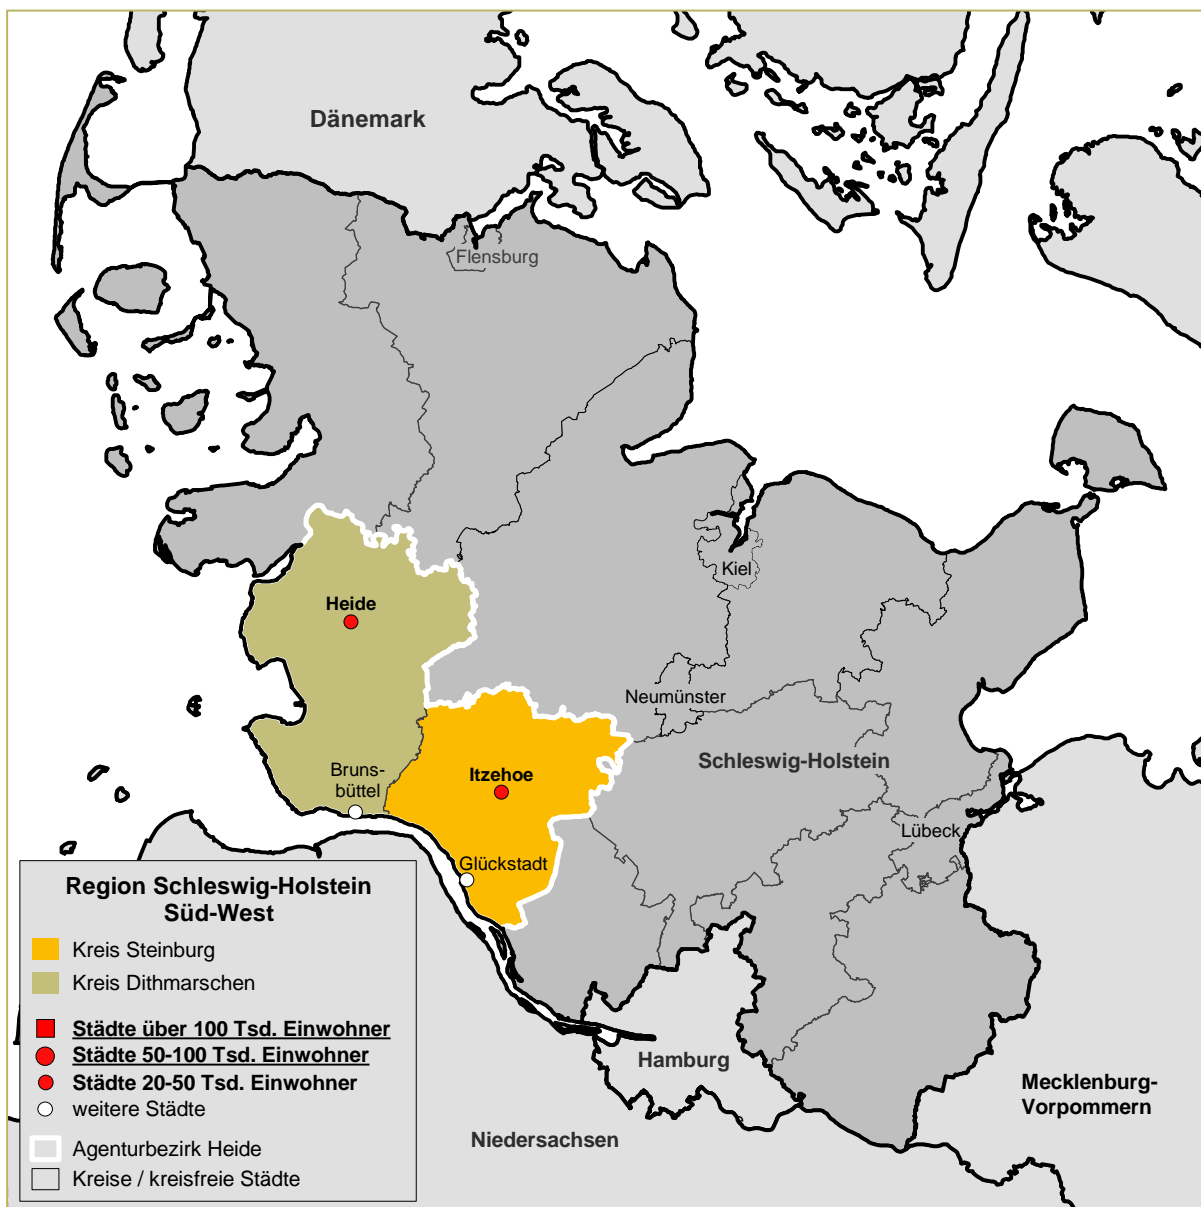 Dänemark
Flensburg
Kiel
Heide
Neumünster
Schleswig-Holstein
Bruns-
büttel
Itzehoe
Lübeck
Glückstadt
Hamburg
Mecklenburg-
Vorpommern
Niedersachsen
Region Schleswig-Holstein
Süd-West
Kreis Steinburg
Kreis Dithmarschen
Städte über 100 Tsd. Einwohner
Städte 50-100 Tsd. Einwohner
Städte 20-50 Tsd. Einwohner
weitere Städte
Agenturbezirk Heide
Kreise / kreisfreie Städte